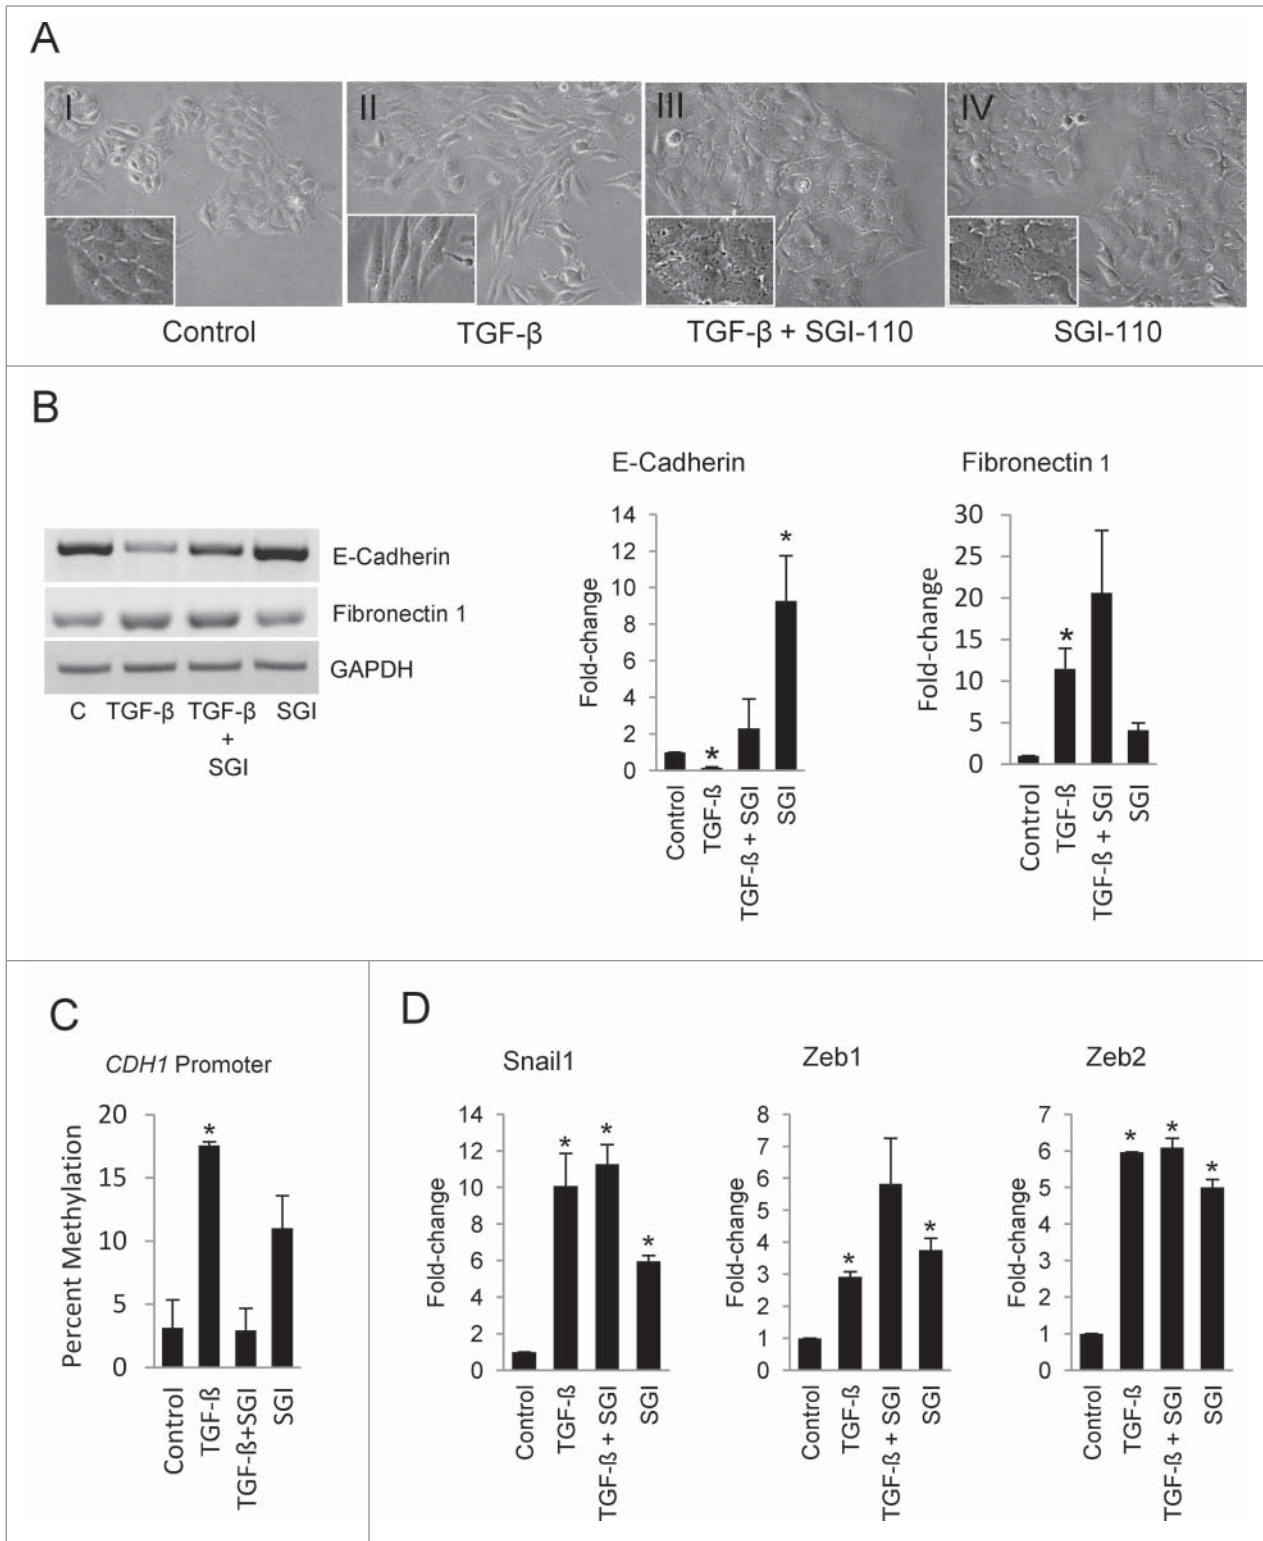 A
I
II
III
IV
Control
TGF-β
TGF-β + SGI-110
SGI-110
B
E-Cadherin
Fibronectin 1
GAPDH
C
TGF-β
TGF-β
+
SGI
SGI
E-Cadherin
Fold-change
14
12
10
8
6
4
2
0
Control
TGF-ß
TGF-ß + SGI
SGI
*
*
Fibronectin 1
Fold-change
30
25
20
15
10
5
0
Control
TGF-ß
TGF-ß + SGI
SGI
*
C
CDH1 Promoter
Percent Methylation
20
15
10
5
0
Control
TGF-ß
TGF-ß+SGI
SGI
*
D
Snail1
Fold-change
14
12
10
8
6
4
2
0
Control
TGF-ß
TGF-ß + SGI
SGI
*
*
*
Zeb1
Fold-change
8
7
6
5
4
3
2
1
0
Control
TGF-ß
TGF-ß + SGI
SGI
*
*
Zeb2
Fold-change
7
6
5
4
3
2
1
0
Control
TGF-ß
TGF-ß + SGI
SGI
*
*
*